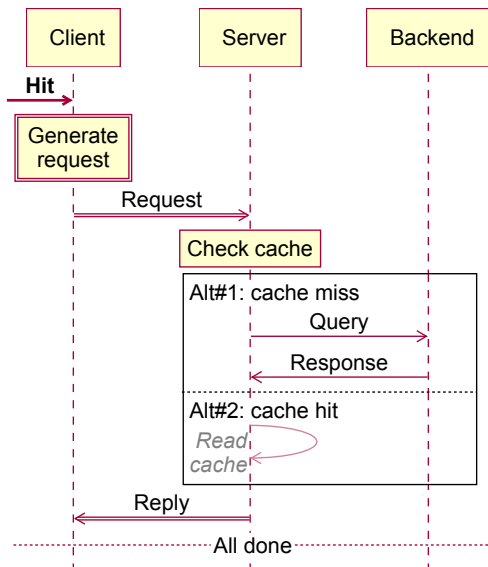 Client Server Backend
Hit
Generate
request
Request
Check cache
Alt#1: cache miss
Query
Response
Alt#2: cache hit
Read
cache
Reply
All done